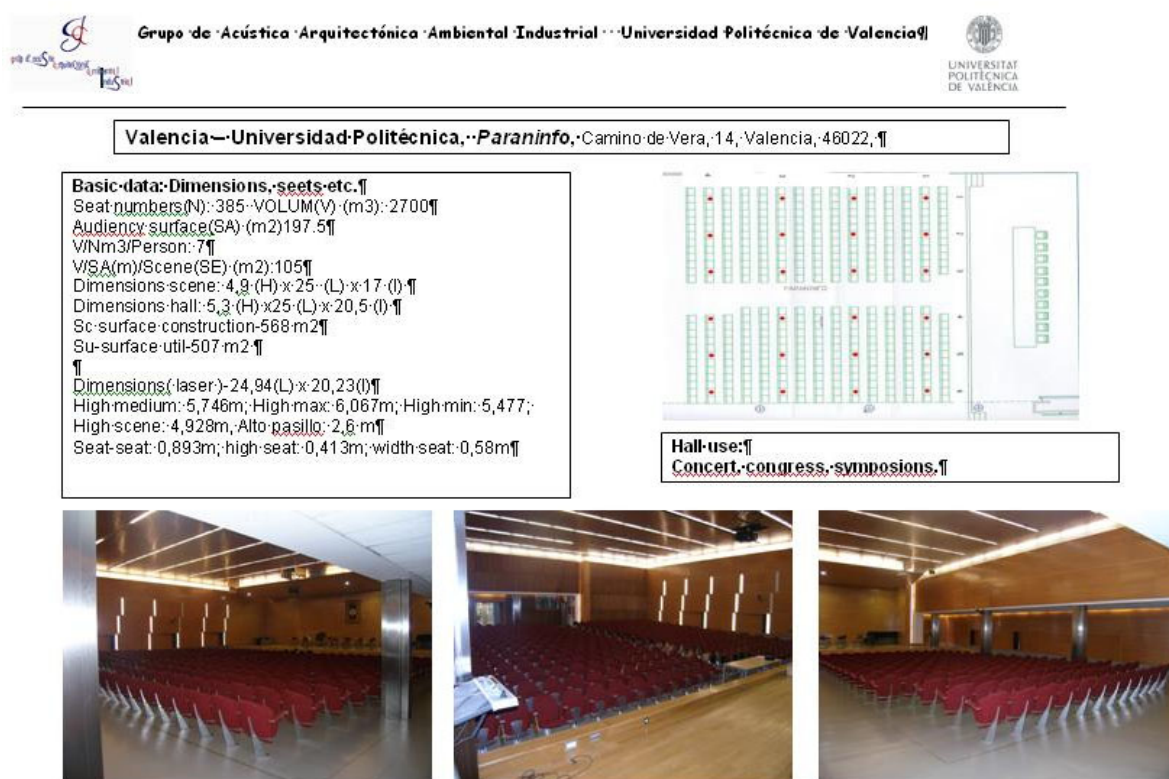 Grupo de Acústica Arquitectónica Ambiental Industrial Universidad Politécnica de Valencia¶
UNIVERSITAT
POLITÈCNICA
DE VALÈNCIA
Valencia – Universidad Politécnica, Paraninfo, Camino de Vera, 14, Valencia, 46022, ¶
Basic data: Dimensions, seets etc.¶
Seat numbers(N): 385 VOLUM(V) (m3): 2700¶
Audiency surface(SA) (m2)197.5¶
V/Nm3/Person: 7¶
V/SA(m)/Scene(SE) (m2):105¶
Dimensions scene: 4,9 (H) x 25 (L) x 17 (l) ¶
Dimensions hall: 5,3 (H) x25 (L) x 20,5 (l) ¶
Sc surface construction-568 m2¶
Su-surface util-507 m2 ¶
¶
Dimensions( laser )-24,94(L) x 20,23(l)¶
High medium: 5,746m; High max: 6,067m; High min: 5,477;
High scene: 4,928m, Alto pasillo: 2,6 m¶
Seat-seat: 0,893m; high seat: 0,413m; width seat: 0,58m¶
PARANINFO
Hall use:¶
Concert, congress, symposions.¶